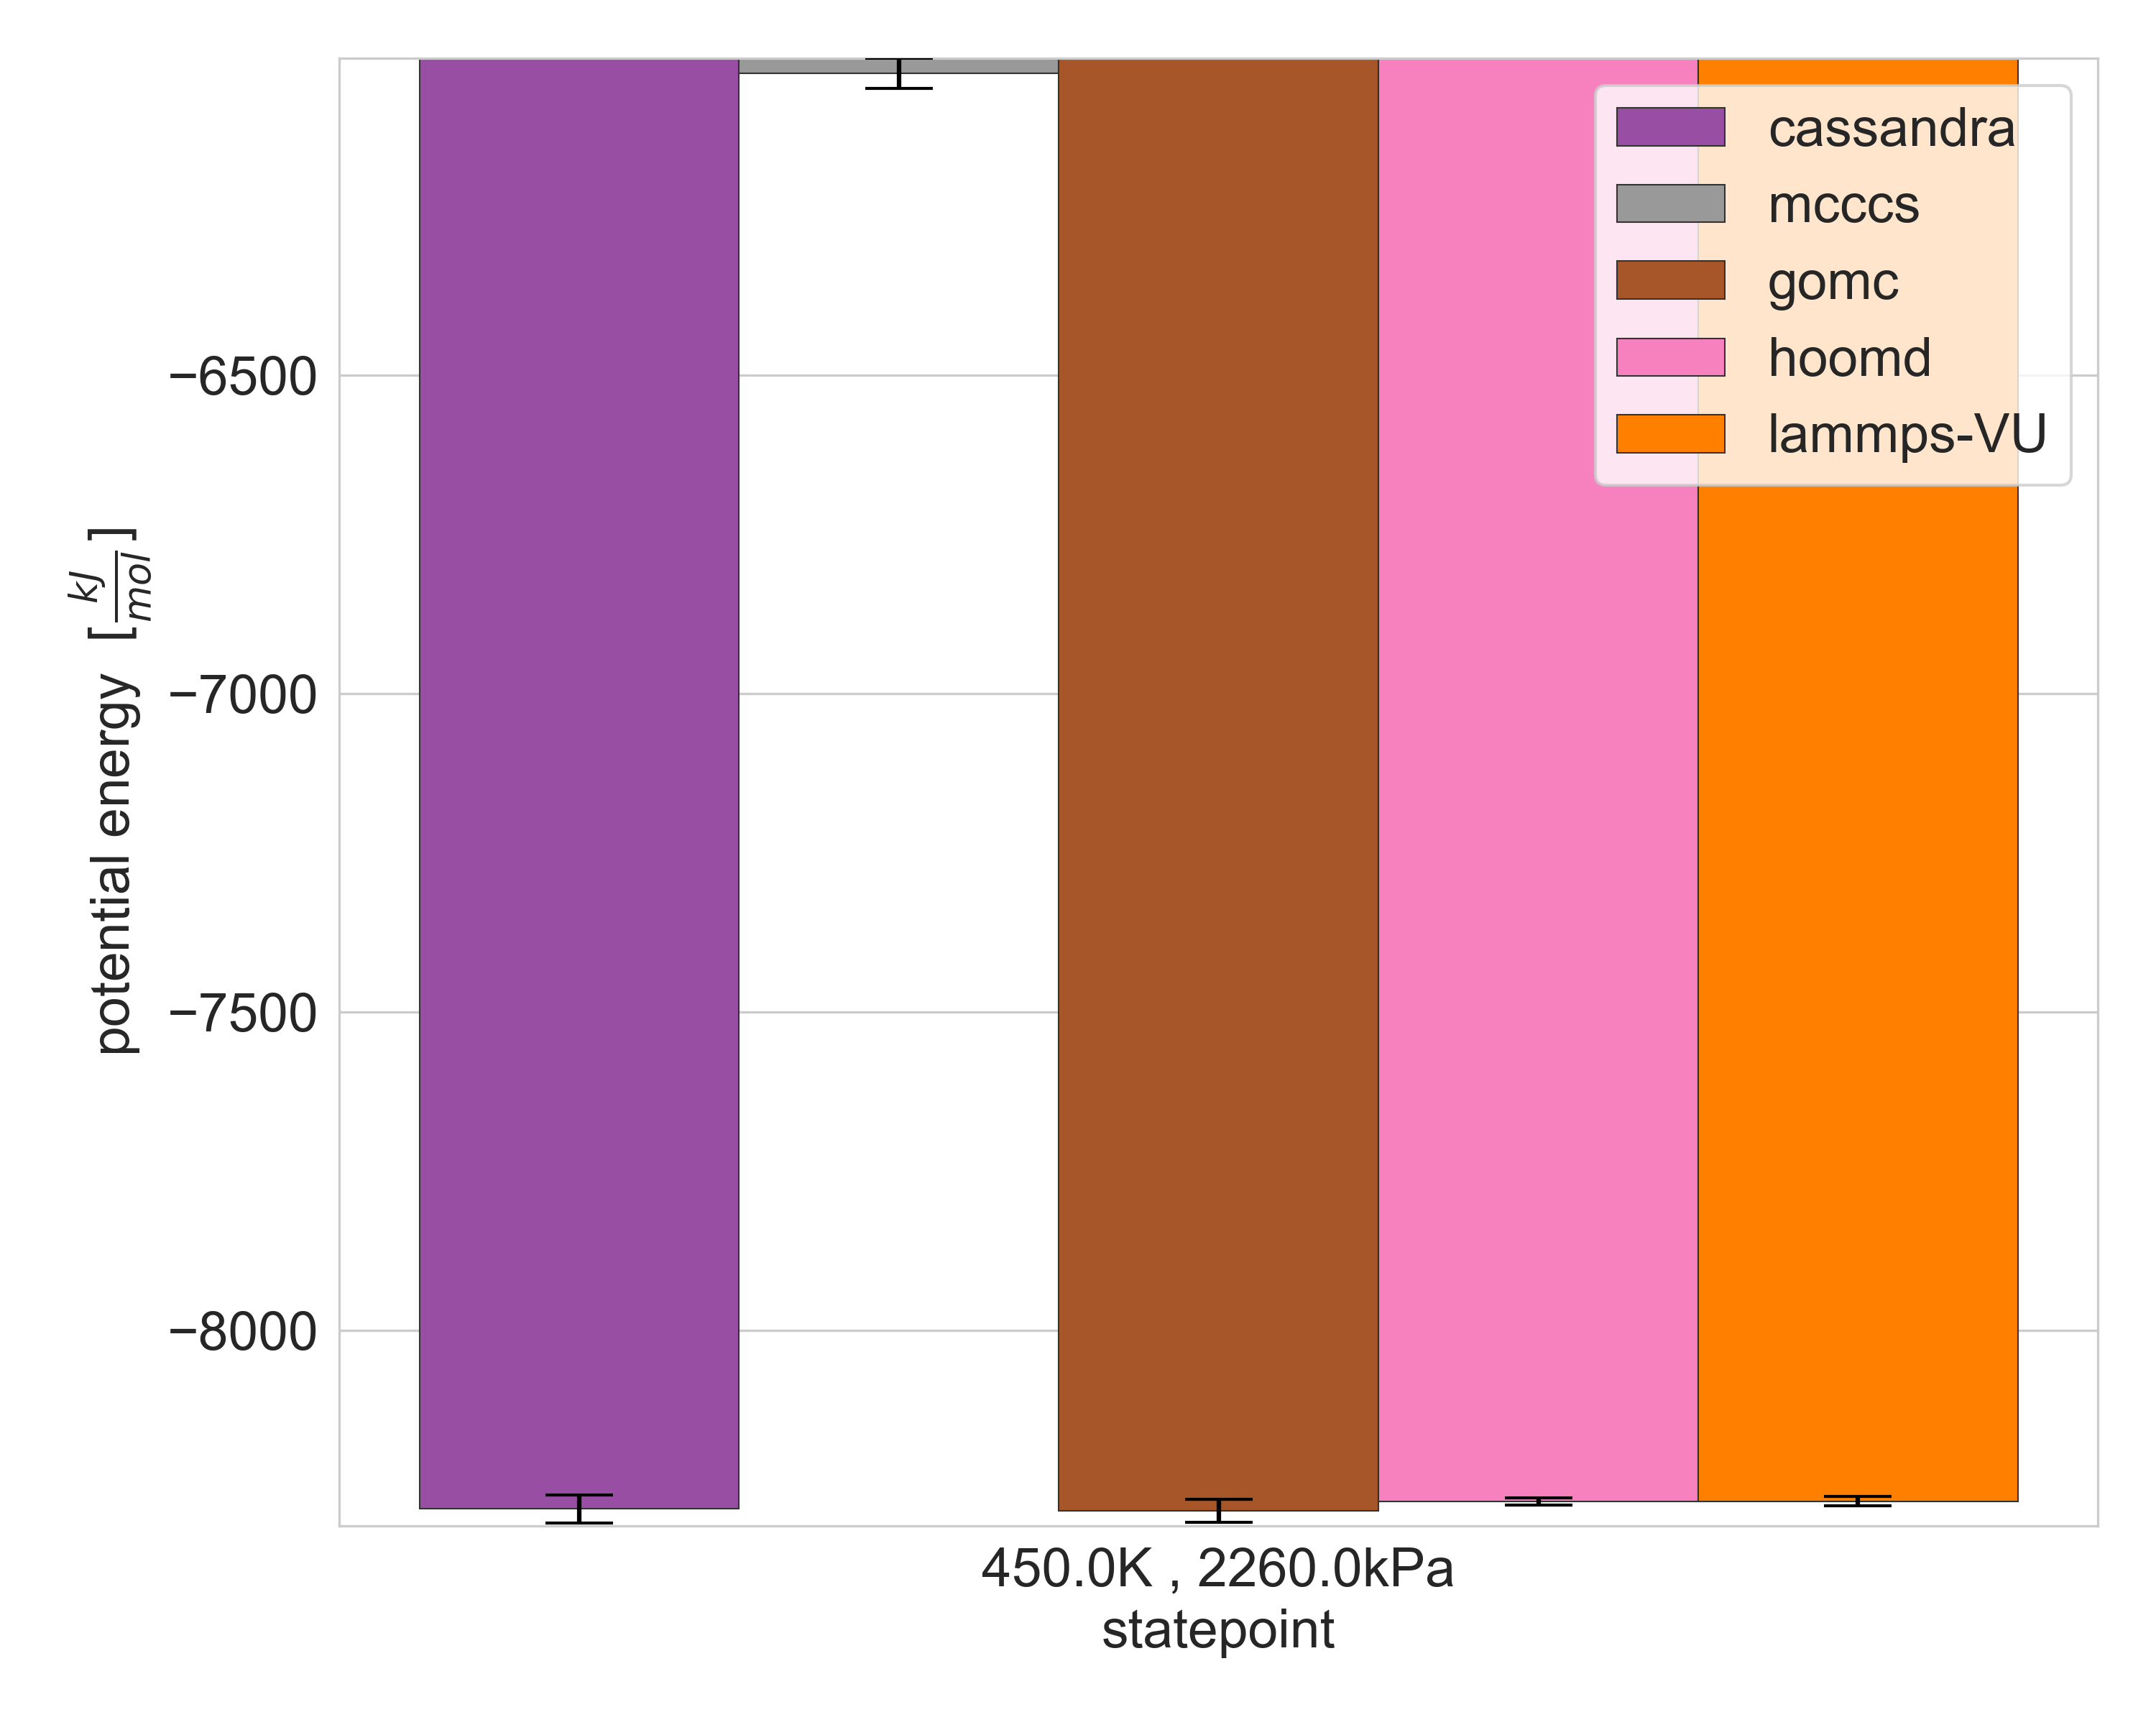 cassandra
mcccs
gomc
hoomd
lammps-VU
−6500
−7000
−7500
−8000
potential energy [kJ/mol]
450.0K , 2260.0kPa
statepoint